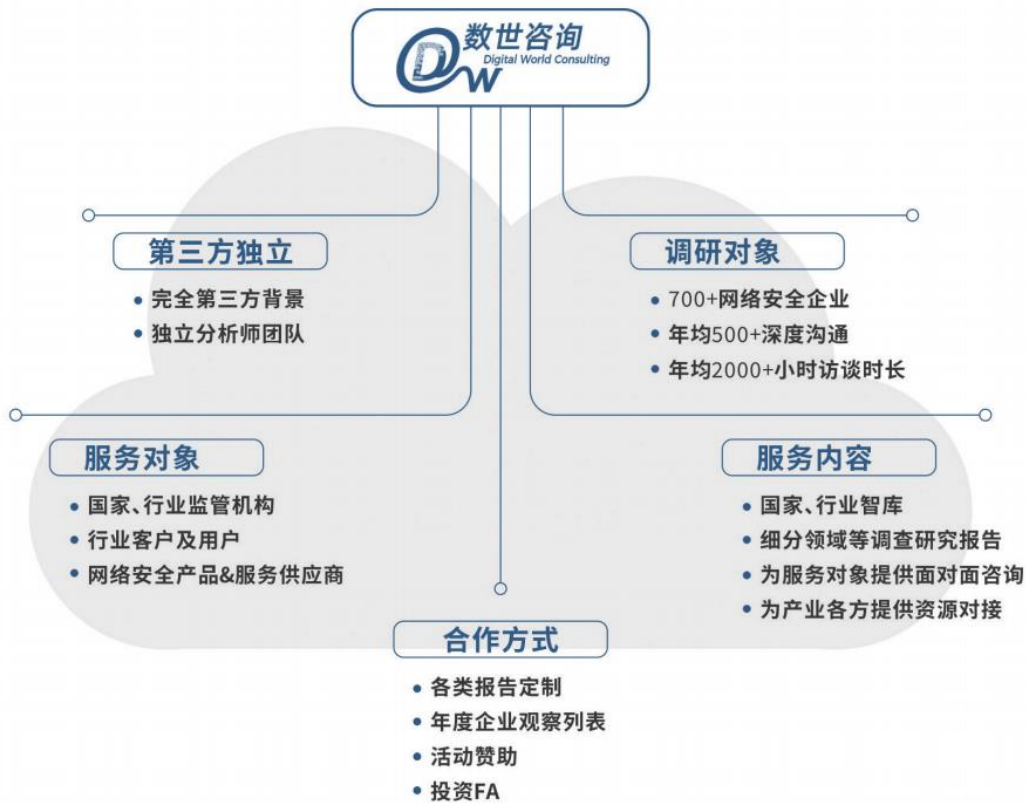 数世咨询
Digital World Consulting
DW
第三方独立
完全第三方背景
独立分析师团队
调研对象
700+网络安全企业
年均500+深度沟通
年均2000+小时访谈时长
服务对象
国家、行业监管机构
行业客户及用户
网络安全产品&服务供应商
服务内容
国家、行业智库
细分领域等调查研究报告
为服务对象提供面对面咨询
为产业各方提供资源对接
合作方式
各类报告定制
年度企业观察列表
活动赞助
投资FA